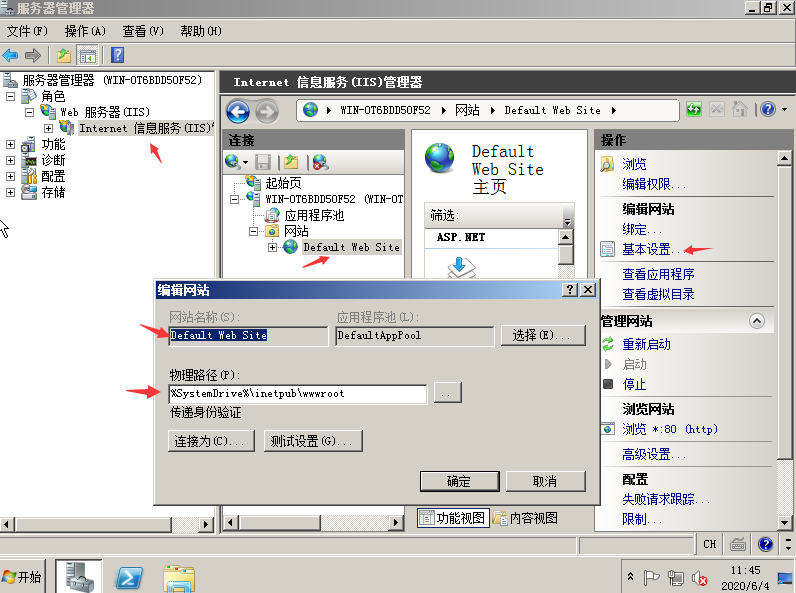 服务器管理器
文件(F) 操作(A) 查看(V) 帮助(H)
服务器管理器 (WIN-OT6BDD5OF52)
角色
Web 服务器(IIS)
Internet 信息服务(IIS)
功能
诊断
配置
存储
Internet 信息服务(IIS)管理器
WIN-OT6BDD5OF52 网站 Default Web Site
连接
起始页
WIN-OT6BDD5OF52 (WIN-OT
应用程序池
网站
Default Web Site
Default
Web Site
主页
筛选:
ASP.NET
操作
浏览
编辑权限...
编辑网站
绑定...
基本设置...
查看应用程序
查看虚拟目录
管理网站
重新启动
启动
停止
浏览网站
浏览 *:80 (http)
高级设置...
配置
失败请求跟踪...
限制...
编辑网站
网站名称(S): 应用程序池(L):
Default Web Site DefaultAppPool 选择(E)...
物理路径(P):
%SystemDrive%\inetpub\wwwroot ..
传递身份验证
连接为(C)... 测试设置(G)...
确定 取消
功能视图 内容视图
CH
开始
11:45
2020/6/4